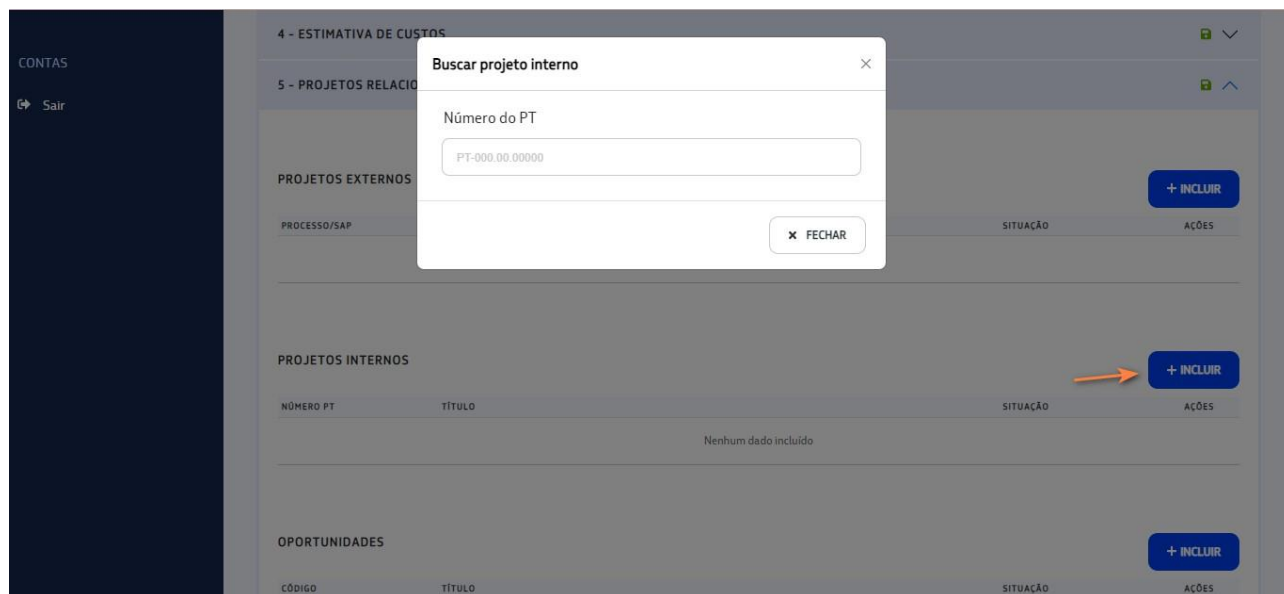 CONTAS
Sair
4 - ESTIMATIVA DE CUSTOS
5 - PROJETOS RELACIO
Buscar projeto interno
Número do PT
PT-000.00.00000
FECHAR
PROJETOS EXTERNOS
+ INCLUIR
PROCESSO/SAP SITUAÇÃO AÇÕES
PROJETOS INTERNOS
+ INCLUIR
NÚMERO PT TÍTULO SITUAÇÃO AÇÕES
Nenhum dado incluído
OPORTUNIDADES
+ INCLUIR
CÓDIGO TÍTULO SITUAÇÃO AÇÕES